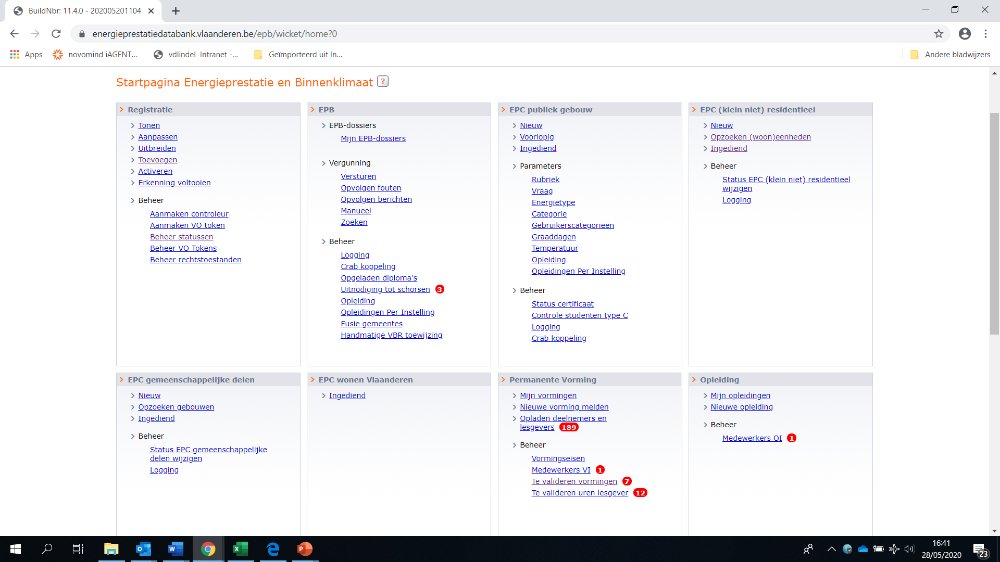 BuildNbr: 11.4.0 - 202005201104
energieprestatiedatabank.vlaanderen.be/epb/wicket/home?0
Apps
novomind iAGENT...
vdlindel Intranet -...
Geïmporteerd uit In...
Andere bladwijzers
Startpagina Energieprestatie en Binnenklimaat ?
Registratie
Tonen
Aanpassen
Uitbreiden
Toevoegen
Activeren
Erkenning voltooien
Beheer
Aanmaken controleur
Aanmaken VO token
Beheer statussen
Beheer VO Tokens
Beheer rechtstoestanden
EPB
EPB-dossiers
Mijn EPB-dossiers
Vergunning
Versturen
Opvolgen fouten
Opvolgen berichten
Manueel
Zoeken
Beheer
Logging
Crab koppeling
Opgeladen diploma's
Uitnodiging tot schorsen 3
Opleiding
Opleidingen Per Instelling
Fusie gemeentes
Handmatige VBR toewijzing
EPC publiek gebouw
Nieuw
Voorlopig
Ingediend
Parameters
Rubriek
Vraag
Energietype
Categorie
Gebruikerscategorieën
Graaddagen
Temperatuur
Opleiding
Opleidingen Per Instelling
Beheer
Status certificaat
Controle studenten type C
Logging
Crab koppeling
EPC (klein niet) residentieel
Nieuw
Opzoeken (woon)eenheden
Ingediend
Beheer
Status EPC (klein niet) residentieel
wijzigen
Logging
EPC gemeenschappelijke delen
Nieuw
Opzoeken gebouwen
Ingediend
Beheer
Status EPC gemeenschappelijke
delen wijzigen
Logging
EPC wonen Vlaanderen
Ingediend
Permanente Vorming
Mijn vormingen
Nieuwe vorming melden
Opladen deelnemers en
lesgevers 189
Beheer
Vormingseisen
Medewerkers VI 1
Te valideren vormingen 7
Te valideren uren lesgever 12
Opleiding
Mijn opleidingen
Nieuwe opleiding
Beheer
Medewerkers OI 1
16:41
28/05/2020
23